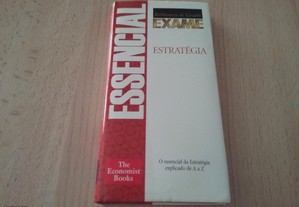 ESSENCIAL
EXAME
ESTRATÉGIA
O essencial da Estratégia
explicado de A a Z
The
Economist
Books